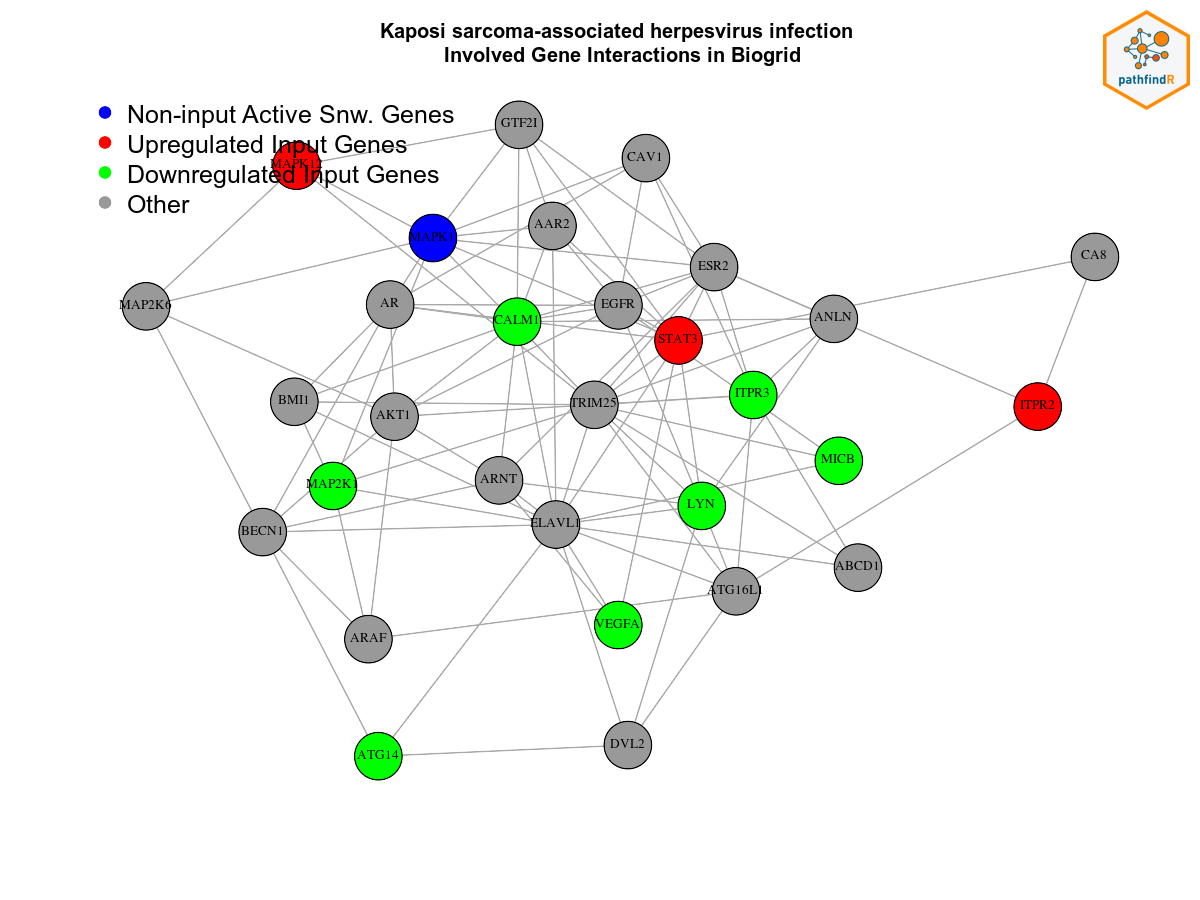 Kaposi sarcoma-associated herpesvirus infection
Involved Gene Interactions in Biogrid
pathfindR
Non-input Active Snw. Genes
Upregulated Input Genes
Downregulated Input Genes
Other
GTF2I
CAV1
AAR2
CA8
ESR2
MAP2K6
AR
EGFR
CALM1
ANLN
STAT3
BMI1
AKT1
TRIM25
ITPR3
ITPR2
MICB
MAP2K1
ARNT
LYN
ELAVL1
BECN1
ABCD1
ATG16L1
VEGFA
ARAF
DVL2
ATG14